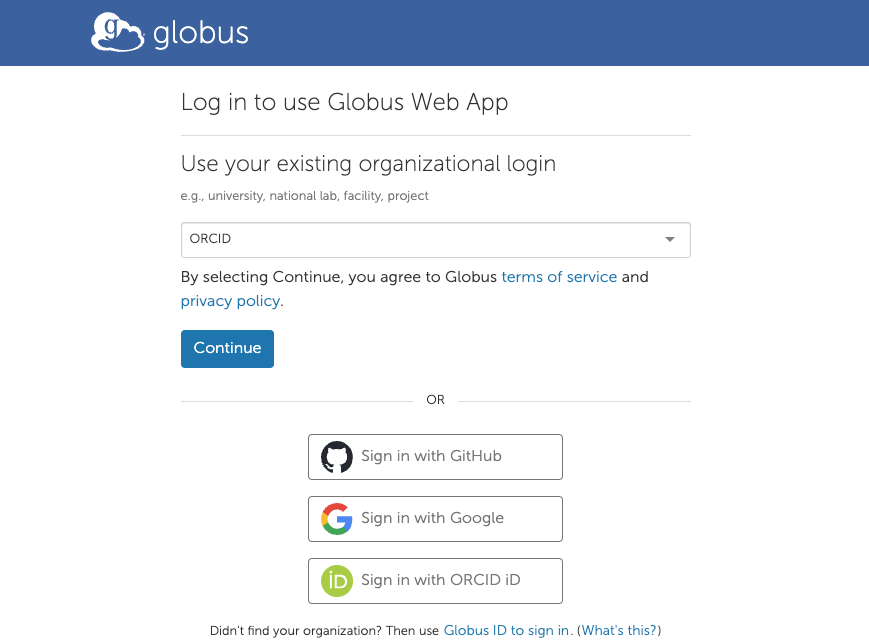 globus
Log in to use Globus Web App
Use your existing organizational login
e.g., university, national lab, facility, project
ORCID
By selecting Continue, you agree to Globus terms of service and
privacy policy.
Continue
OR
Sign in with GitHub
Sign in with Google
iD Sign in with ORCID iD
Didn't find your organization? Then use Globus ID to sign in. (What's this?)